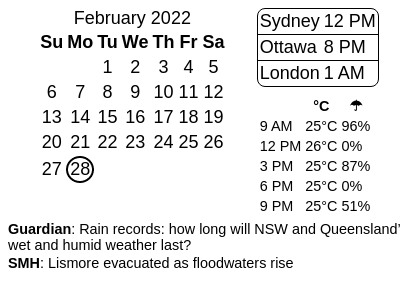 February 2022
Su Mo Tu We Th Fr Sa
1 2 3 4 5
6 7 8 9 10 11 12
13 14 15 16 17 18 19
20 21 22 23 24 25 26
27 28
Sydney 12 PM
Ottawa 8 PM
London 1 AM
°C ☂
9 AM 25°C 96%
12 PM 26°C 0%
3 PM 25°C 87%
6 PM 25°C 0%
9 PM 25°C 51%
Guardian: Rain records: how long will NSW and Queensland'
wet and humid weather last?
SMH: Lismore evacuated as floodwaters rise